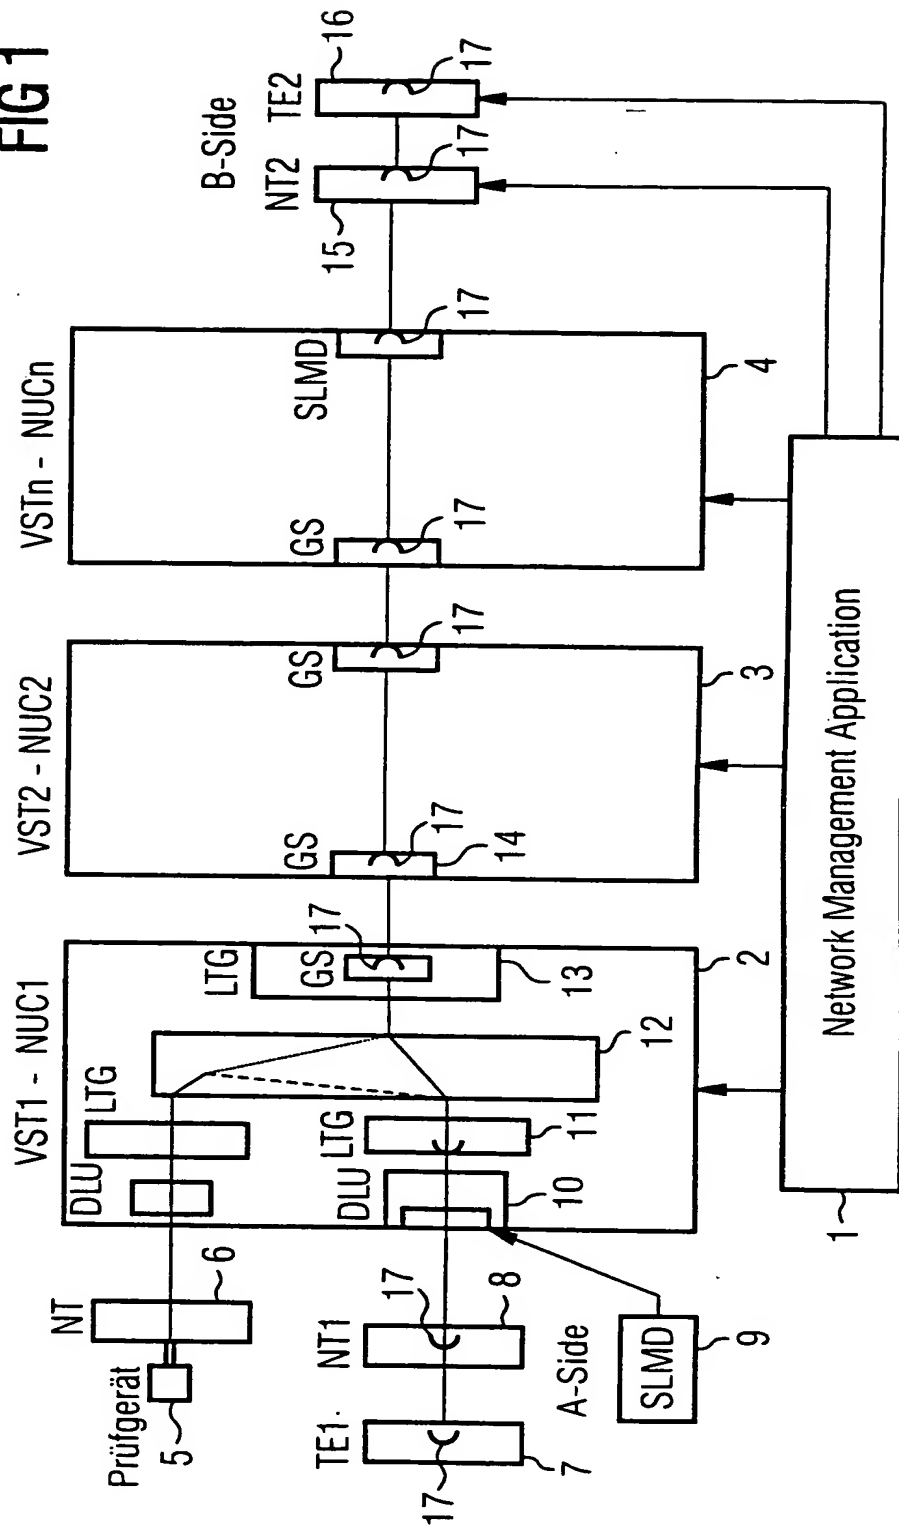 FIG 1
VST1 - NUC1
VST2 - NUC2
VSTn - NUCn
B-Side
NT
6
Prüfgerät
5
DLU
LTG
LTG
GS
17
13
12
GS
17
14
GS
17
3
GS
17
SLMD
17
4
NT2
15
17
TE2
16
17
TE1
7
17
NT1
17
8
DLU
10
LTG
11
2
A-Side
SLMD
9
1
Network Management Application